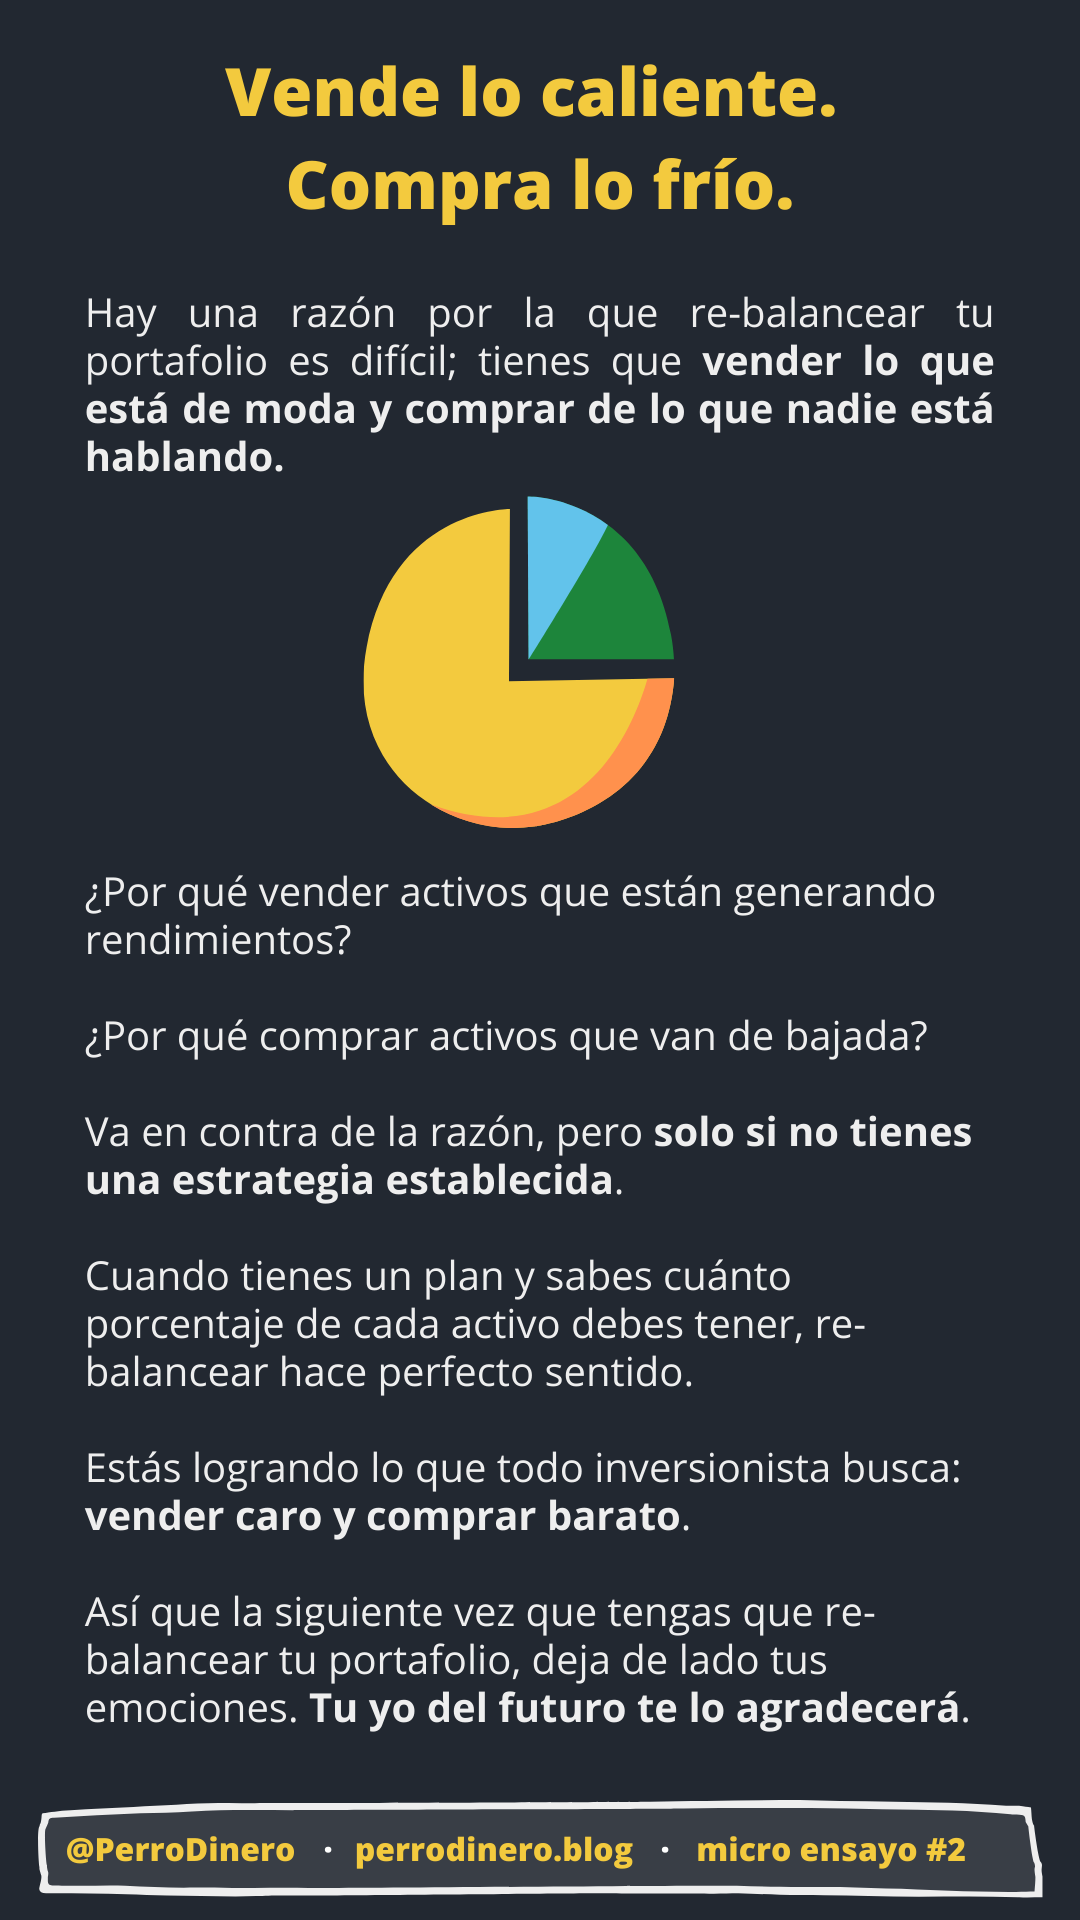 Vende lo caliente.
Compra lo frío.
Hay una razón por la que re-balancear tu
portafolio es difícil; tienes que vender lo que
está de moda y comprar de lo que nadie está
hablando.
¿Por qué vender activos que están generando
rendimientos?
¿Por qué comprar activos que van de bajada?
Va en contra de la razón, pero solo si no tienes
una estrategia establecida.
Cuando tienes un plan y sabes cuánto
porcentaje de cada activo debes tener, re-
balancear hace perfecto sentido.
Estás logrando lo que todo inversionista busca:
vender caro y comprar barato.
Así que la siguiente vez que tengas que re-
balancear tu portafolio, deja de lado tus
emociones. Tu yo del futuro te lo agradecerá.
@PerroDinero · perrodinero.blog · micro ensayo #2